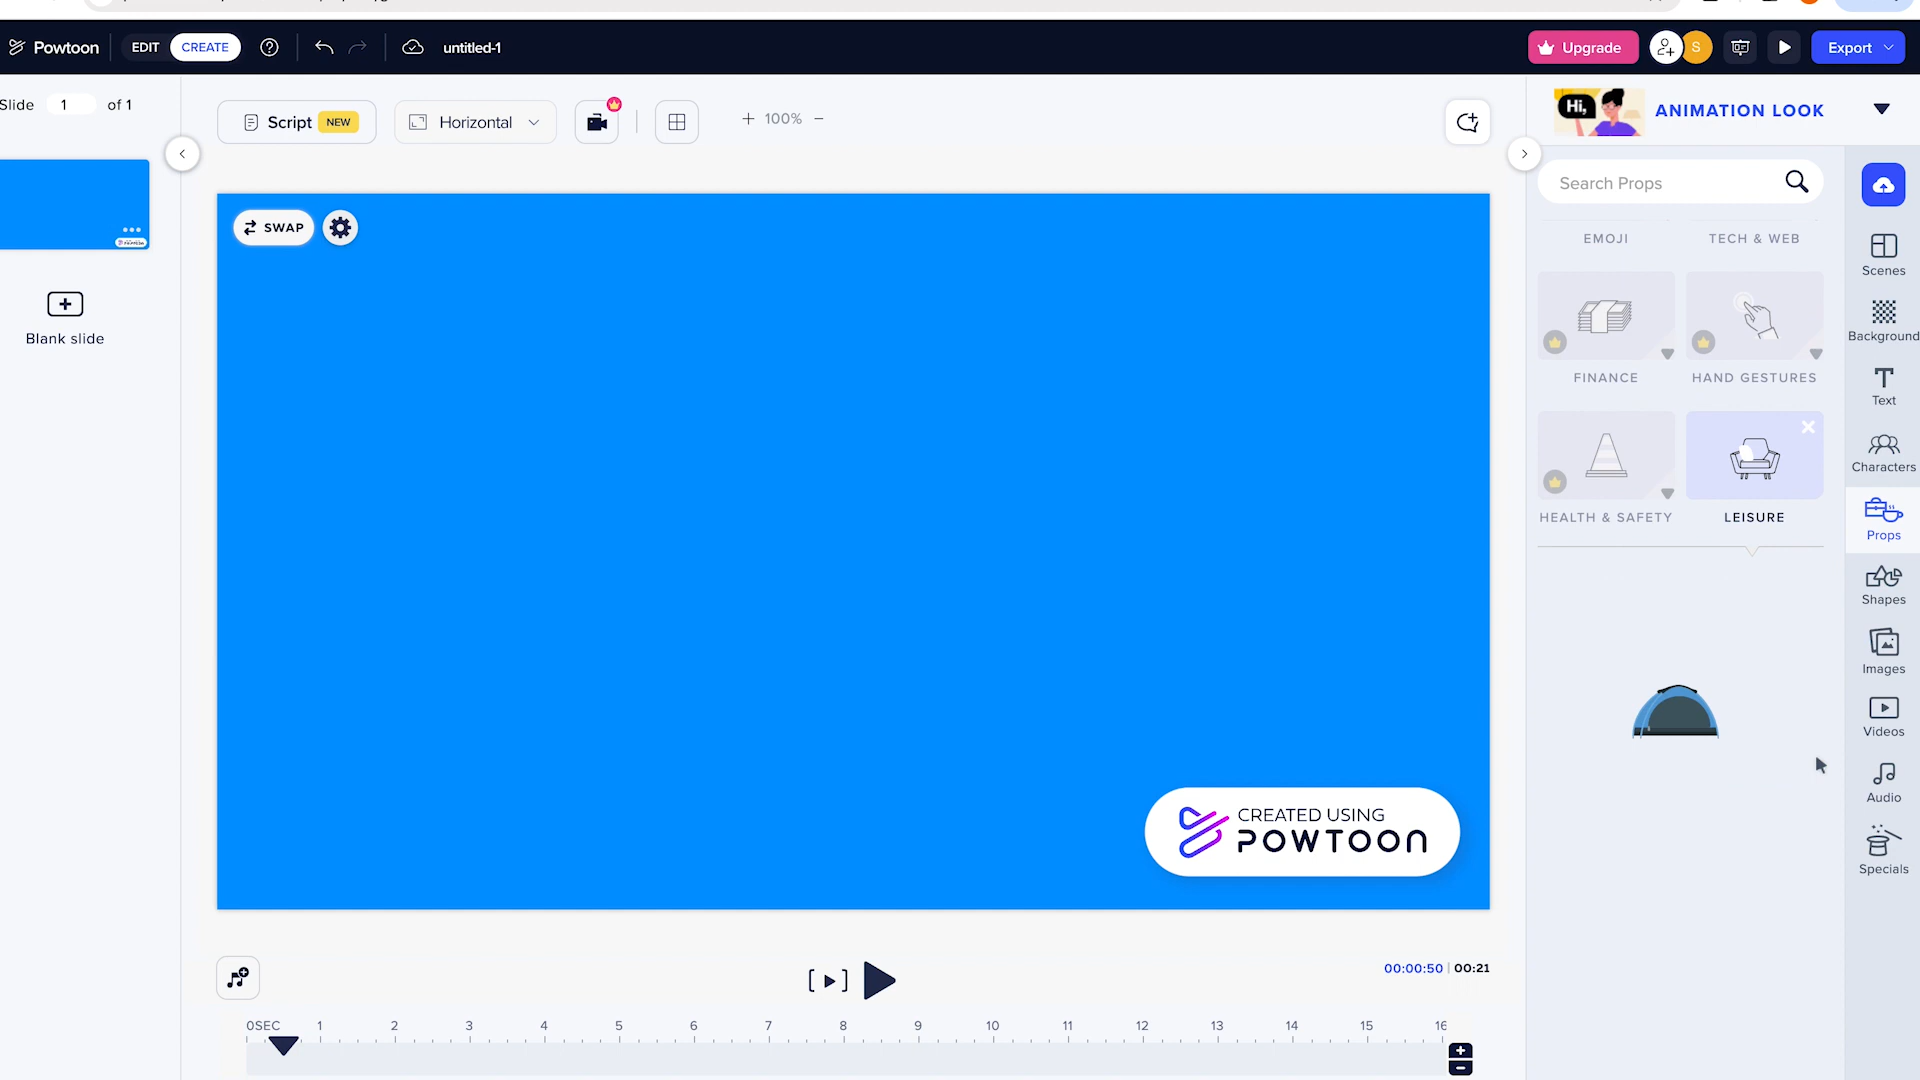 Powtoon EDIT CREATE untitled-1 Upgrade S Export
Slide 1 of 1
Script NEW Horizontal 100%
Hi, ANIMATION LOOK
SWAP
Search Props
EMOJI TECH & WEB
FINANCE HAND GESTURES
HEALTH & SAFETY LEISURE
Blank slide
Scenes
Background
Text
Characters
Props
Shapes
Images
Videos
Audio
Specials
CREATED USING
POWTOON
00:00:50 00:21
0SEC 1 2 3 4 5 6 7 8 9 10 11 12 13 14 15 16